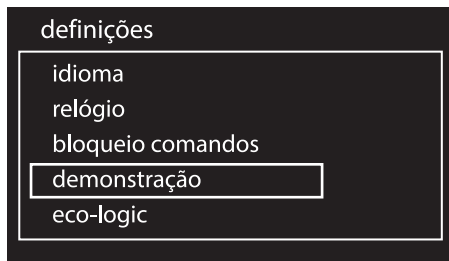 definições
idioma
relógio
bloqueio comandos
demonstração
eco-logic